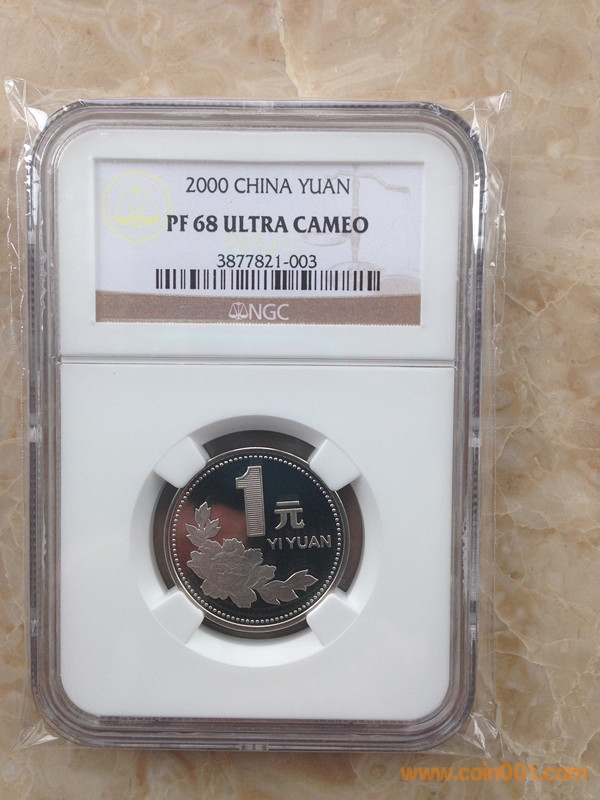 2000 CHINA YUAN
PF 68 ULTRA CAMEO
3877821-003
NGC
1
元
YI YUAN
www.coin001.com